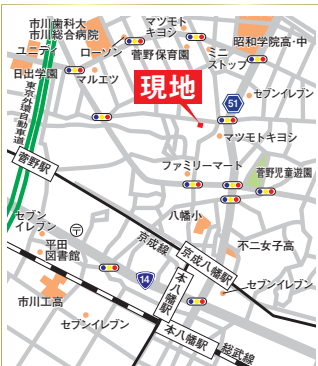 市川歯科大
市川総合病院
ユニディ
日出学園
ローソン
マルエツ
マツモト
キヨシ
菅野保育園
ミニ
ストップ
昭和学院高・中
セブンイレブン
現地
51
マツモトキヨシ
東京外環自動車道
菅野駅
ファミリーマート
菅野児童遊園
セブン
イレブン
平田
図書館
八幡小
京成線
京成八幡駅
不二女子高
14
本八幡駅
セブンイレブン
市川工高
セブンイレブン
本八幡駅
総武線